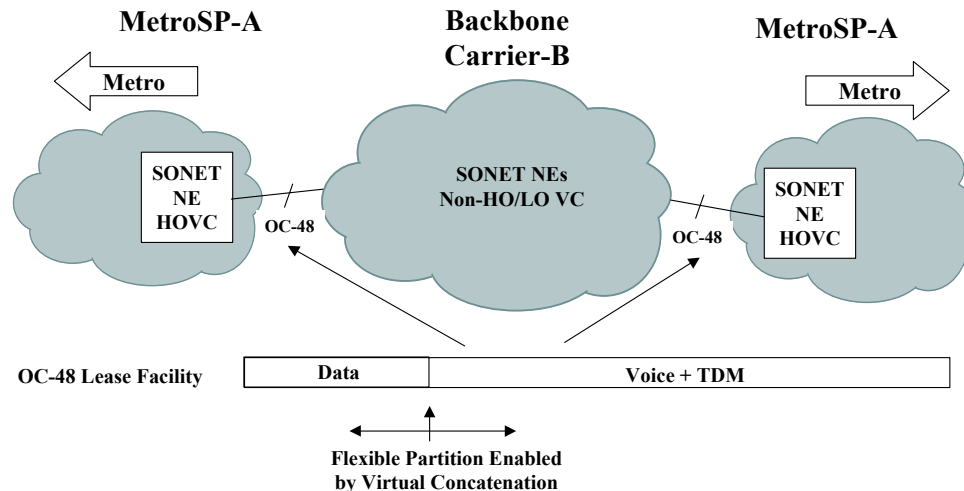 MetroSP-A
Backbone
Carrier-B
MetroSP-A
Metro
Metro
SONET
NE
HOVC
OC-48
SONET NEs
Non-HO/LO VC
OC-48
SONET
NE
HOVC
OC-48 Lease Facility
Data
Voice + TDM
Flexible Partition Enabled
by Virtual Concatenation